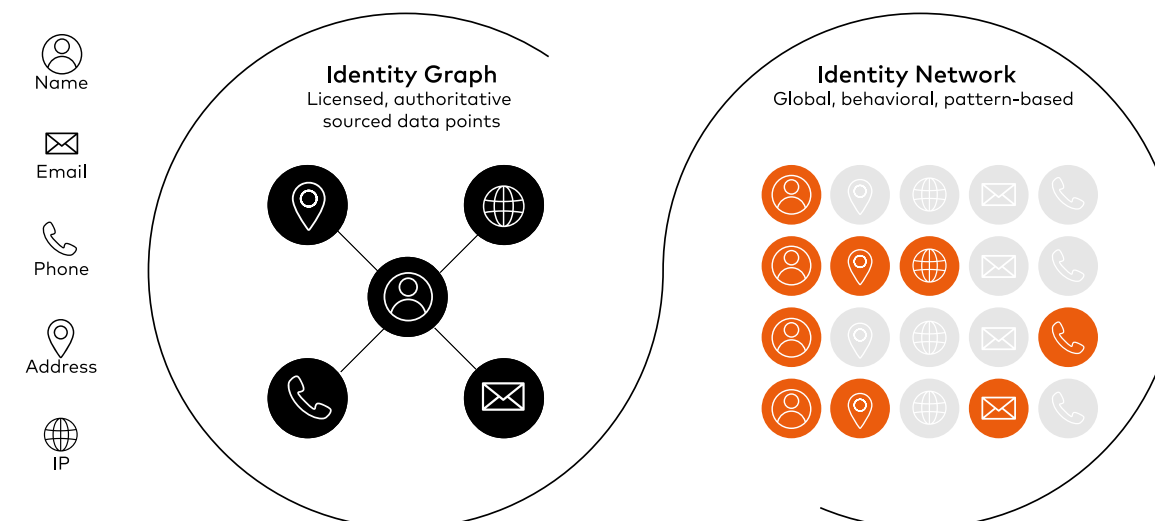 Name
Email
Phone
Address
IP
Identity Graph
Licensed, authoritative
sourced data points
Identity Network
Global, behavioral, pattern-based